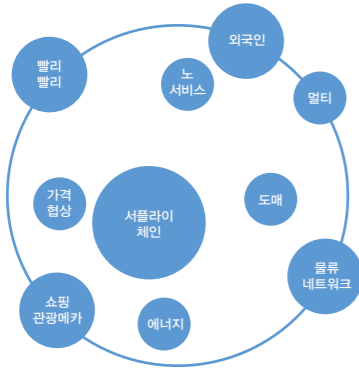 외국인
빨리
빨리
노
서비스
멀티
가격
협상
서플라이
체인
도매
물류
네트워크
쇼핑
관광메카
에너지